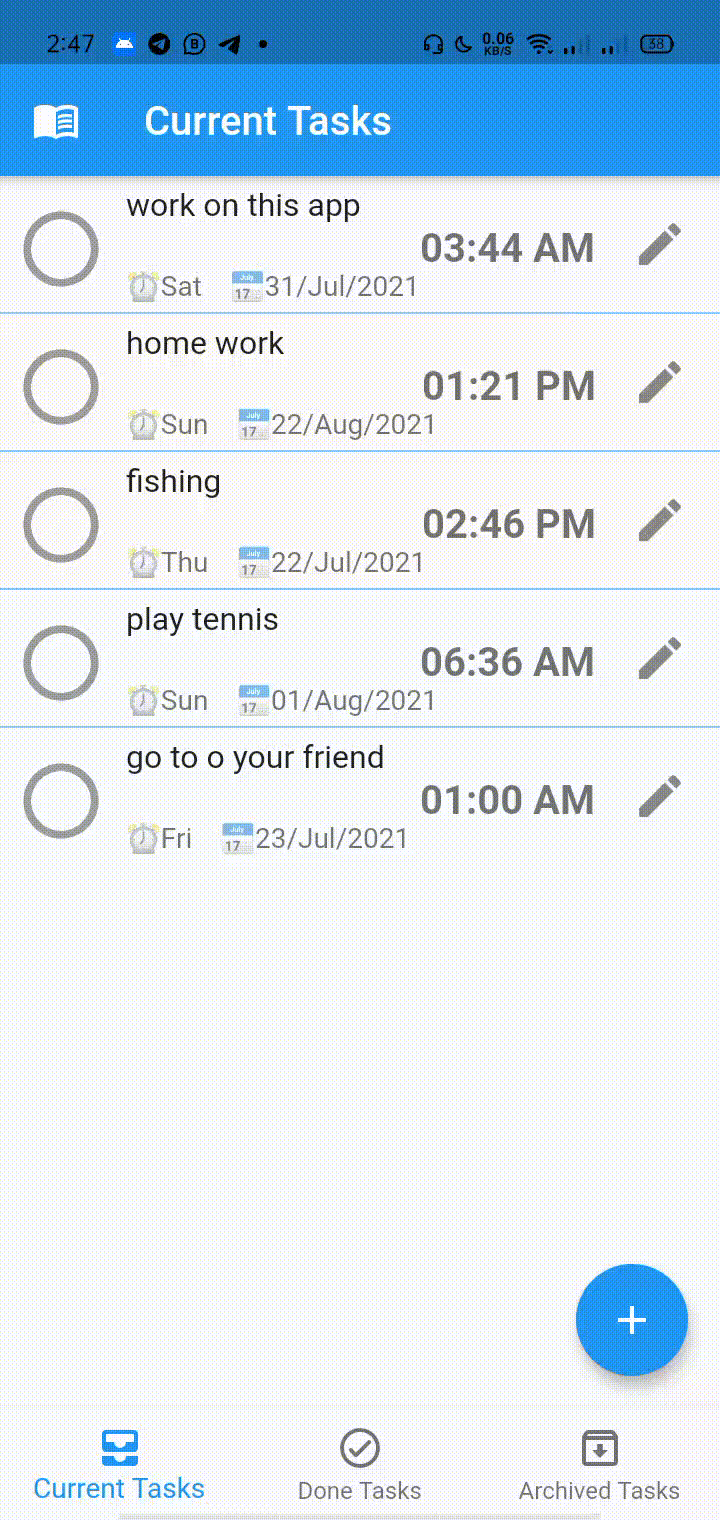 2:47 B 0.06 KB/S 38
Current Tasks
work on this app
03:44 AM
July 17 Sat 31/Jul/2021
home work
01:21 PM
Sun July 17 22/Aug/2021
fishing
02:46 PM
Thu July 17 22/Jul/2021
play tennis
06:36 AM
Sun July 17 01/Aug/2021
go to o your friend
01:00 AM
Fri July 17 23/Jul/2021
Current Tasks Done Tasks Archived Tasks